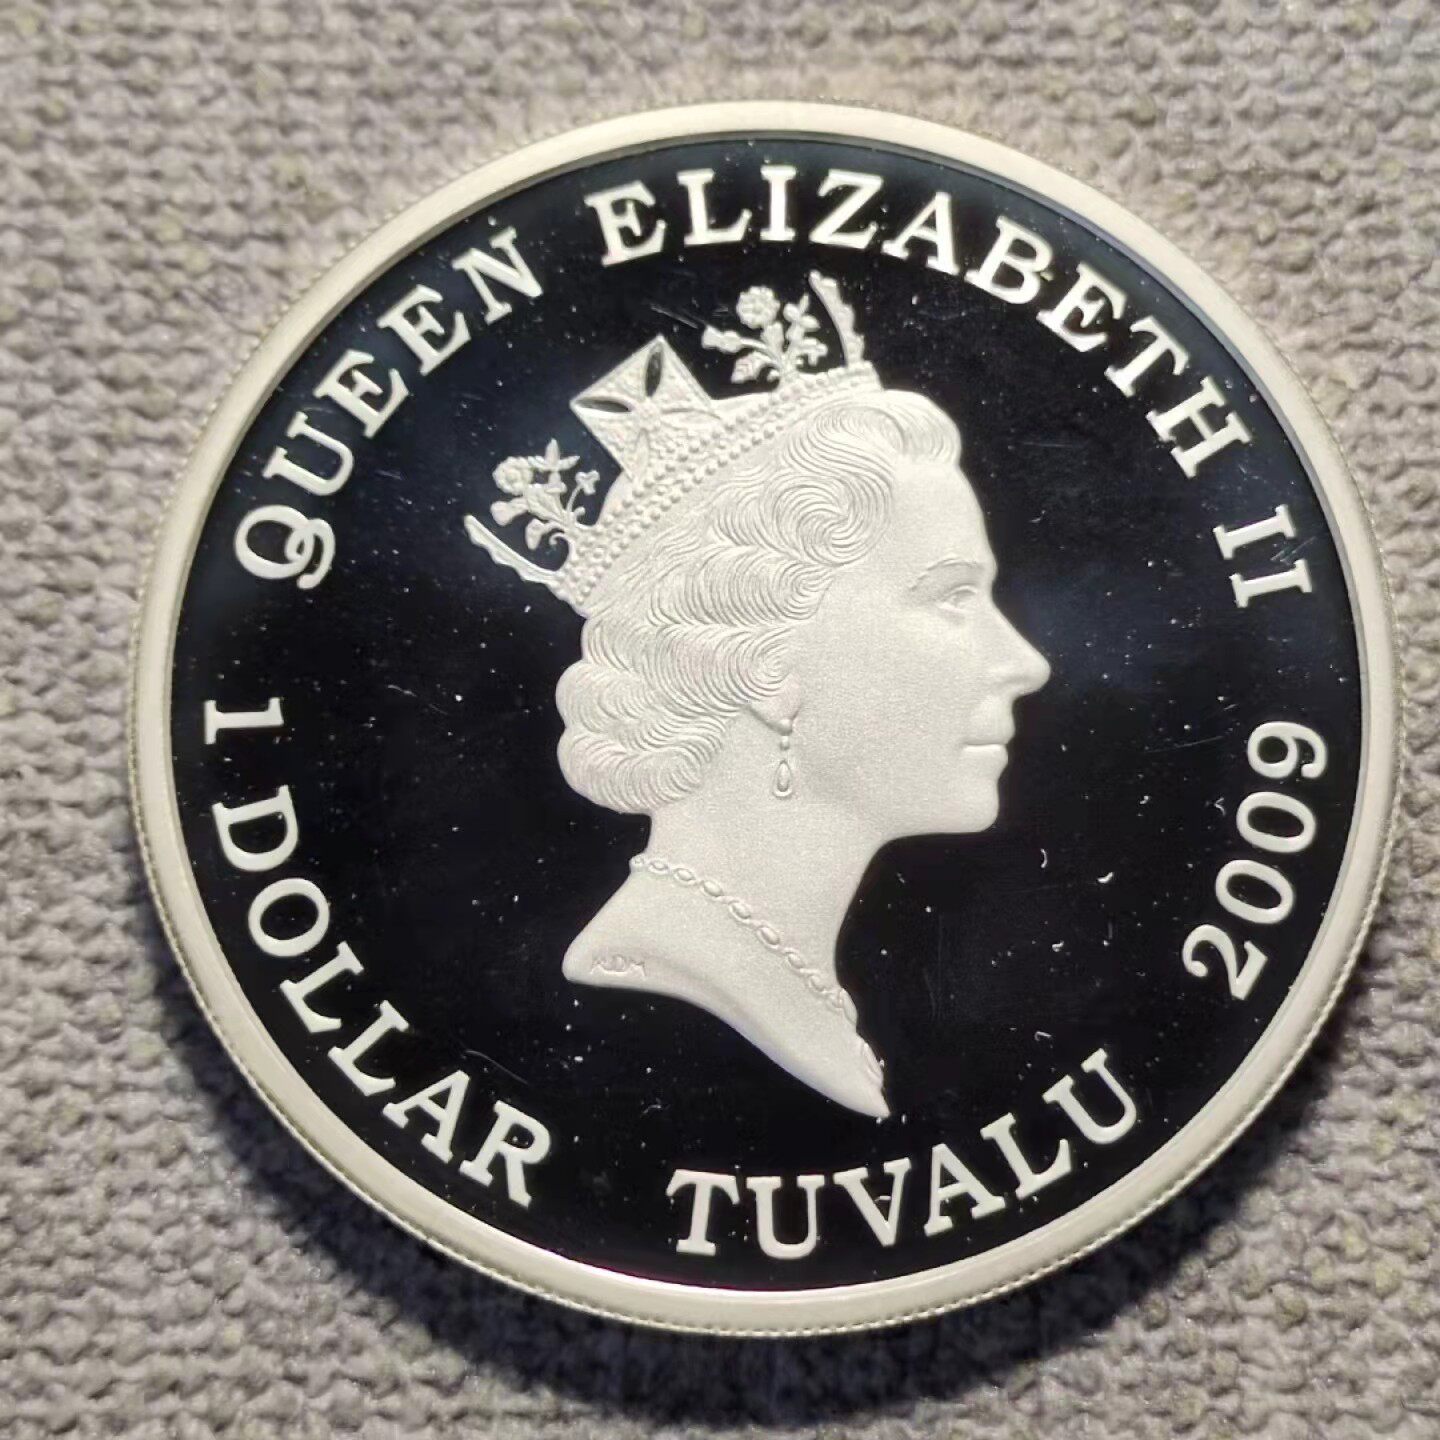 QUEEN ELIZABETH II
2009
TUVALU
1 DOLLAR